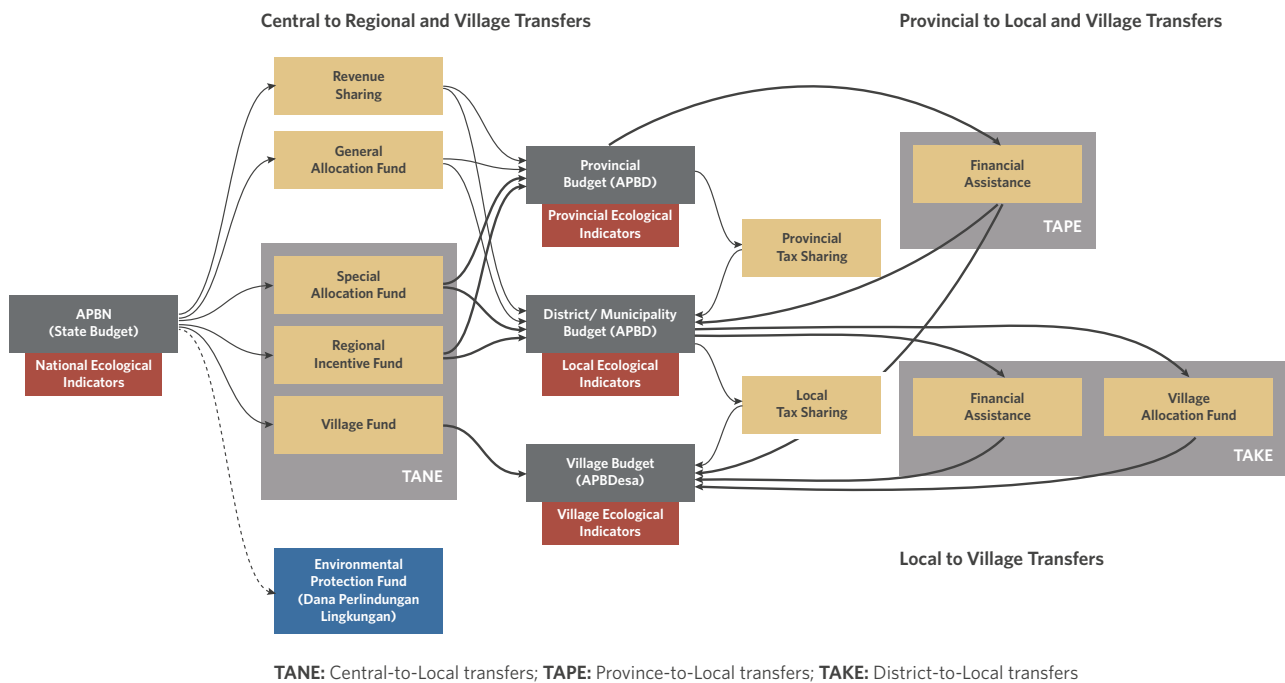 Central to Regional and Village Transfers
Provincial to Local and Village Transfers
Revenue
Sharing
General
Allocation Fund
Provincial
Budget (APBD)
Provincial Ecological
Indicators
Financial
Assistance
TAPE
Provincial
Tax Sharing
Special
Allocation Fund
APBN
(State Budget)
National Ecological
Indicators
Regional
Incentive Fund
District/ Municipality
Budget (APBD)
Local Ecological
Indicators
Village Fund
TANE
Local
Tax Sharing
Financial
Assistance
Village
Allocation Fund
TAKE
Village Budget
(APBDesa)
Village Ecological
Indicators
Environmental
Protection Fund
(Dana Perlindungan
Lingkungan)
Local to Village Transfers
TANE: Central-to-Local transfers; TAPE: Province-to-Local transfers; TAKE: District-to-Local transfers